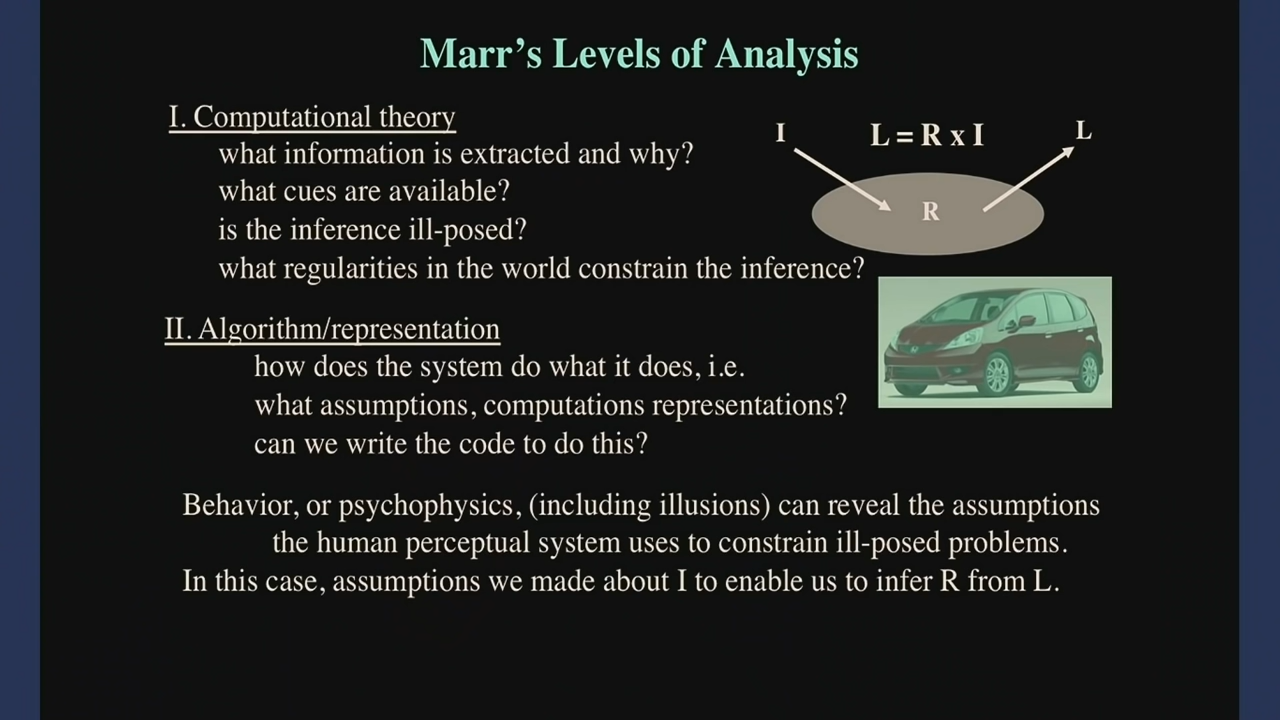 Marr's Levels of Analysis
I. Computational theory
what information is extracted and why?
what cues are available?
is the inference ill-posed?
what regularities in the world constrain the inference?
I
L = R x I
L
R
II. Algorithm/representation
how does the system do what it does, i.e.
what assumptions, computations representations?
can we write the code to do this?
Behavior, or psychophysics, (including illusions) can reveal the assumptions
the human perceptual system uses to constrain ill-posed problems.
In this case, assumptions we made about I to enable us to infer R from L.